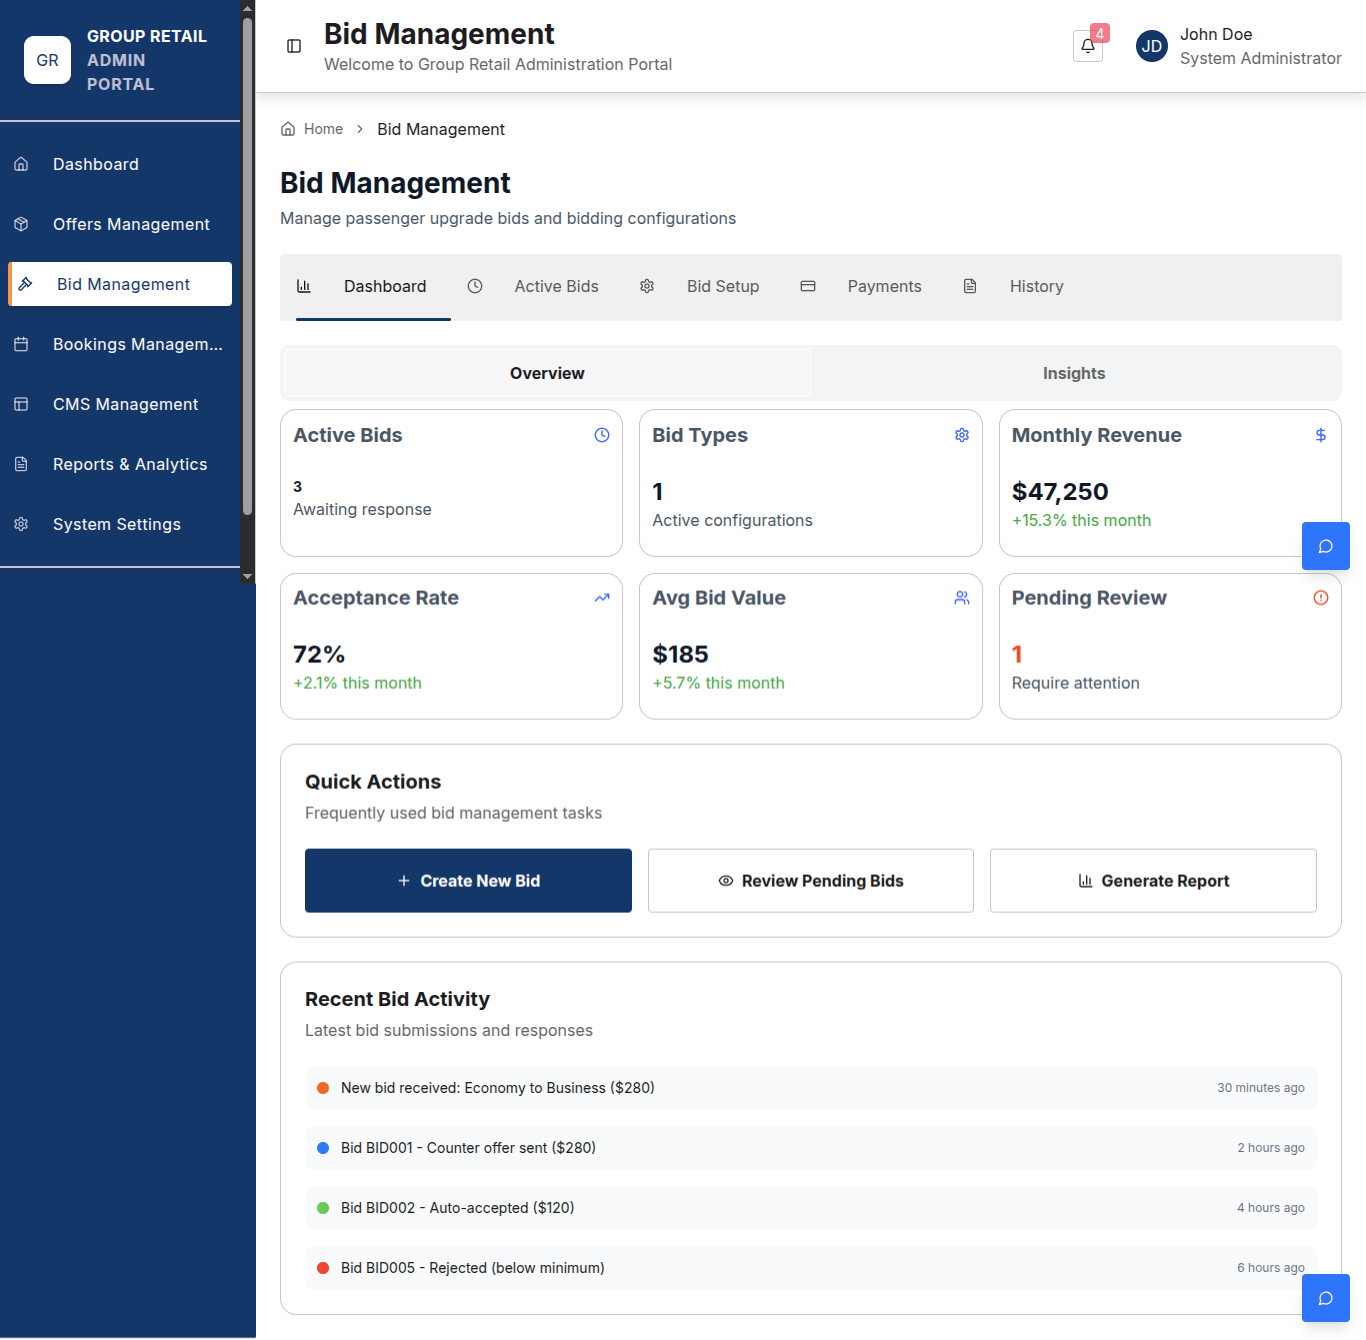 GR
GROUP RETAIL
ADMIN
PORTAL
Dashboard
Offers Management
Bid Management
Bookings Managem...
CMS Management
Reports & Analytics
System Settings
Bid Management
Welcome to Group Retail Administration Portal
4
JD
John Doe
System Administrator
Home
Bid Management
Bid Management
Manage passenger upgrade bids and bidding configurations
Dashboard
Active Bids
Bid Setup
Payments
History
Overview
Insights
Active Bids
3
Awaiting response
Bid Types
1
Active configurations
Monthly Revenue
$47,250
+15.3% this month
Acceptance Rate
72%
+2.1% this month
Avg Bid Value
$185
+5.7% this month
Pending Review
1
Require attention
Quick Actions
Frequently used bid management tasks
Create New Bid
Review Pending Bids
Generate Report
Recent Bid Activity
Latest bid submissions and responses
New bid received: Economy to Business ($280)
30 minutes ago
Bid BID001 - Counter offer sent ($280)
2 hours ago
Bid BID002 - Auto-accepted ($120)
4 hours ago
Bid BID005 - Rejected (below minimum)
6 hours ago